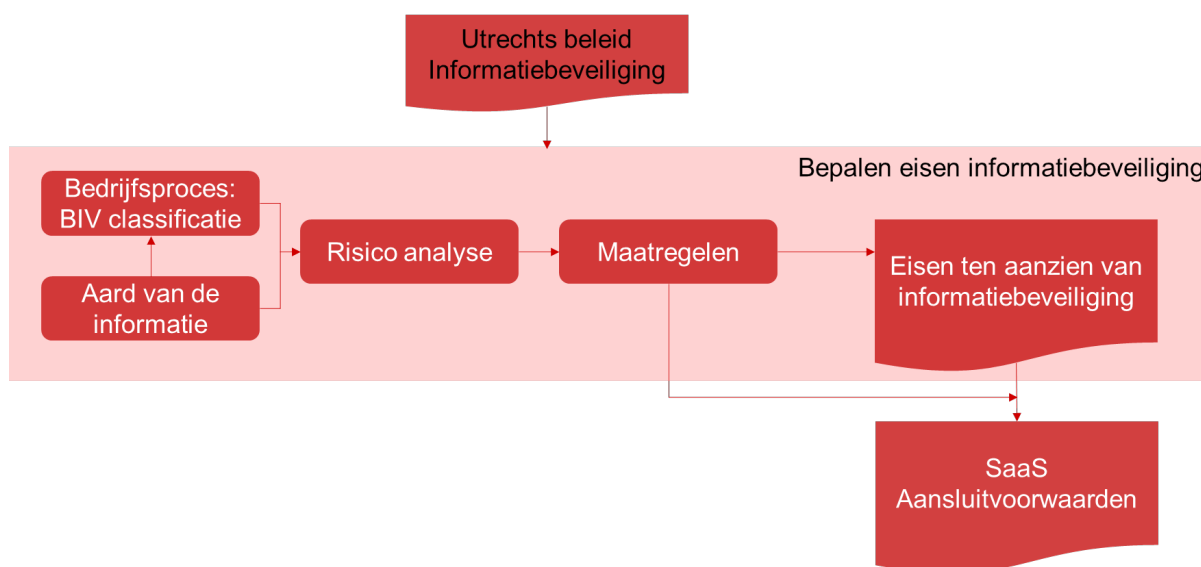 Utrechts beleid
Informatiebeveiliging
Bepalen eisen informatiebeveiliging
Bedrijfsproces:
BIV classificatie
Aard van de
informatie
Risico analyse
Maatregelen
Eisen ten aanzien van
informatiebeveiliging
SaaS
Aansluitvoorwaarden